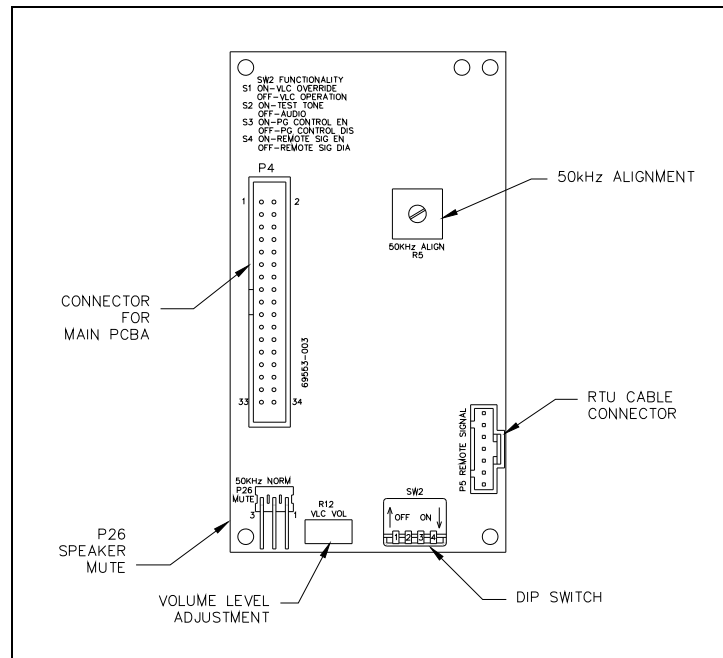 SW2 FUNCTIONALITY
S1 ON-VLC OVERRIDE
OFF-VLC OPERATION
S2 ON-TEST TONE
OFF-AUDIO
S3 ON-PG CONTROL EN
OFF-PG CONTROL DIS
S4 ON-REMOTE SIG EN
OFF-REMOTE SIG DIA
P4
1
2
50kHz ALIGNMENT
50KHz ALIGN
R5
CONNECTOR
FOR
MAIN PCBA
69553-003
33
34
RTU CABLE
CONNECTOR
P5 REMOTE SIGNAL
50KHz NORM
P26
MUTE
3
1
R12
VLC VOL
SW2
OFF ON
1 2 3 4
P26
SPEAKER
MUTE
VOLUME LEVEL
ADJUSTMENT
DIP SWITCH